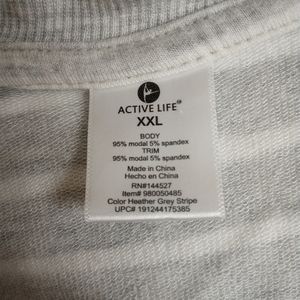 ACTIVE LIFE®
XXL
BODY
95% modal 5% spandex
TRIM
95% modal 5% spandex
Made in China
Hecho en China
RN#144527
Item# 980050485
Color Heather Grey Stripe
UPC# 191244175385